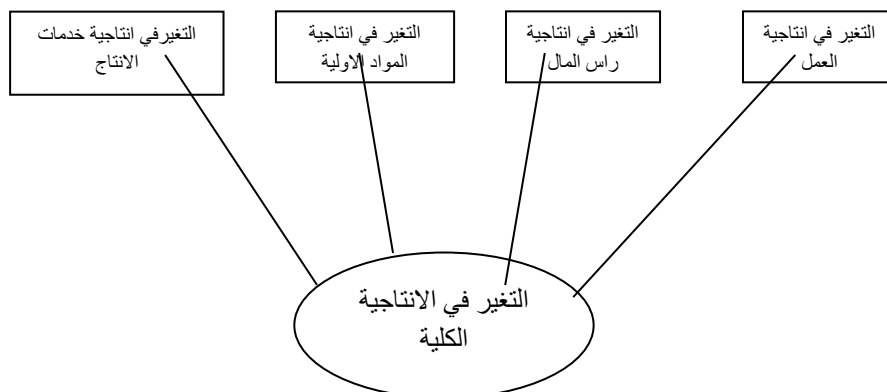 التغير في انتاجية
العمل
التغير في انتاجية
راس المال
التغير في انتاجية
المواد الاولية
التغيرفي انتاجية خدمات
الانتاج
التغير في الانتاجية
الكلية